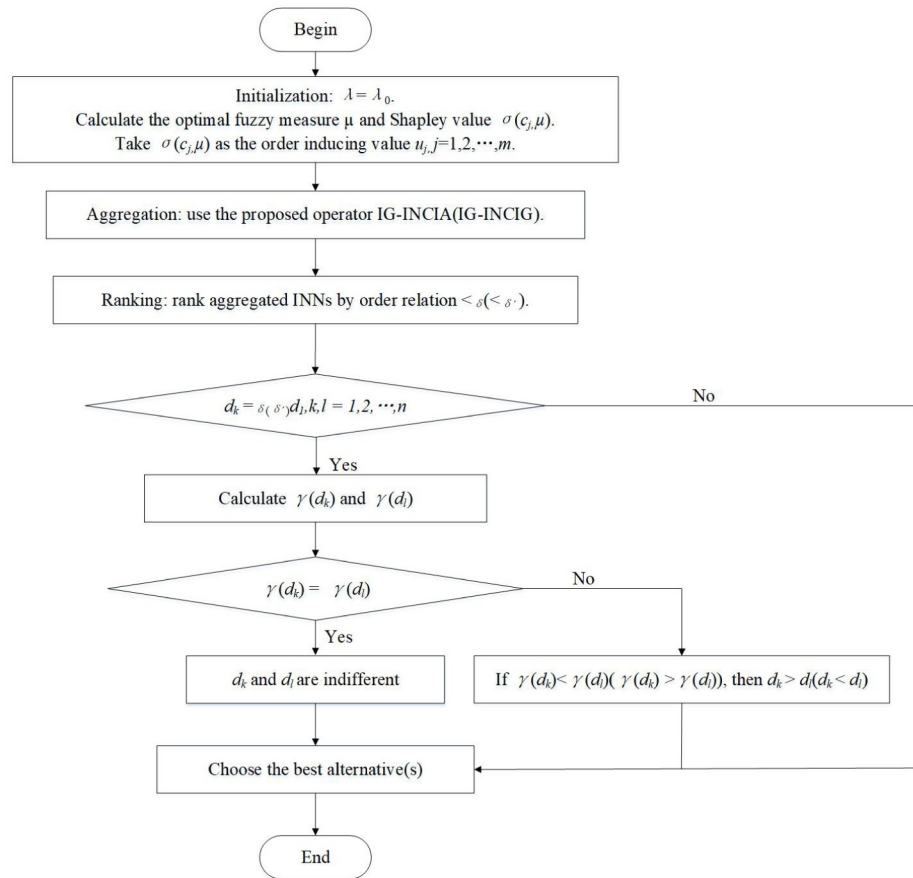 Begin
Initialization: λ = λ₀.
Calculate the optimal fuzzy measure μ and Shapley value σ(cⱼ,μ).
Take σ(cⱼ,μ) as the order inducing value uⱼ,j=1,2,⋯,m.
Aggregation: use the proposed operator IG-INCIA(IG-INCIG).
Ranking: rank aggregated INNs by order relation < δ(< δ′).
dₖ = δ( δ′)dₗ,k,l = 1,2, ⋯,n
No
Yes
Calculate γ(dₖ) and γ(dₗ)
γ(dₖ) = γ(dₗ)
No
Yes
dₖ and dₗ are indifferent
If γ(dₖ)< γ(dₗ)( γ(dₖ) > γ(dₗ)), then dₖ > dₗ(dₖ < dₗ)
Choose the best alternative(s)
End